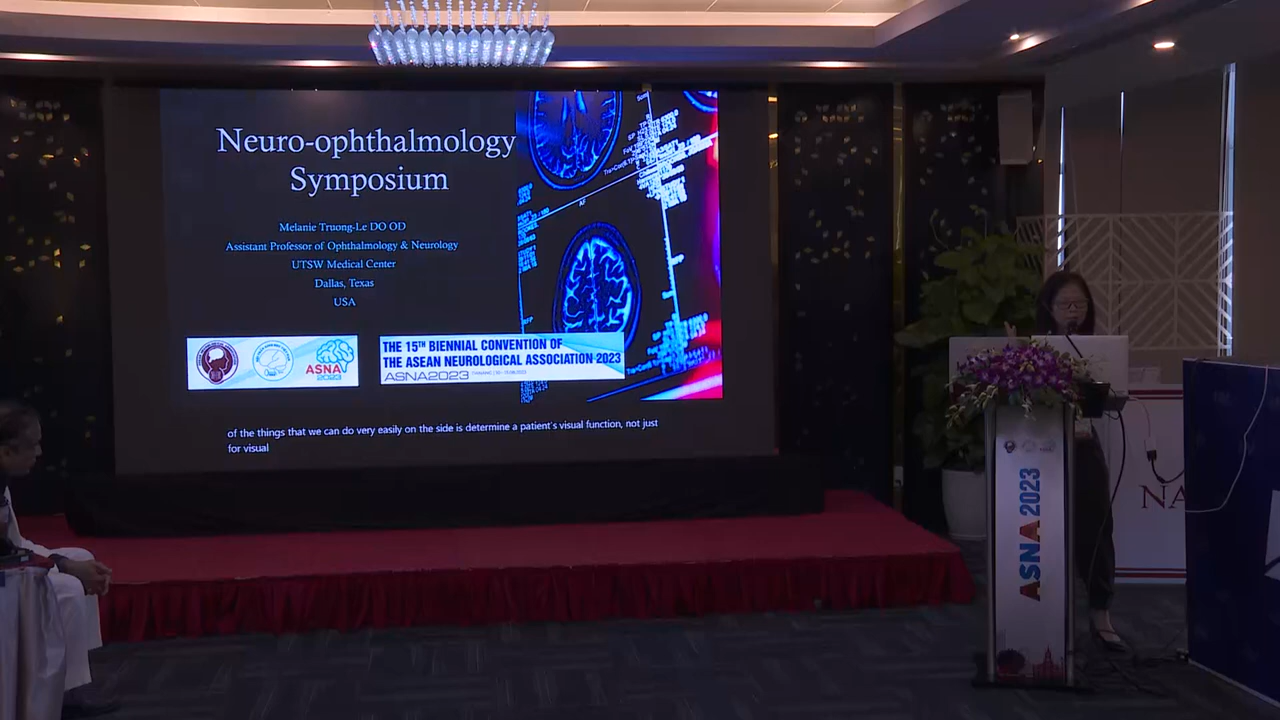 Neuro-ophthalmology
Symposium
Melanie Truong-Le DO OD
Assistant Professor of Ophthalmology & Neurology
UTSW Medical Center
Dallas, Texas
USA
ASNA
2023
THE 15TH BIENNIAL CONVENTION OF
THE ASEAN NEUROLOGICAL ASSOCIATION 2023
ASNA2023
of the things that we can do very easily on the side is determine a patient's visual function, not just
for visual
ASNA 2023
NA